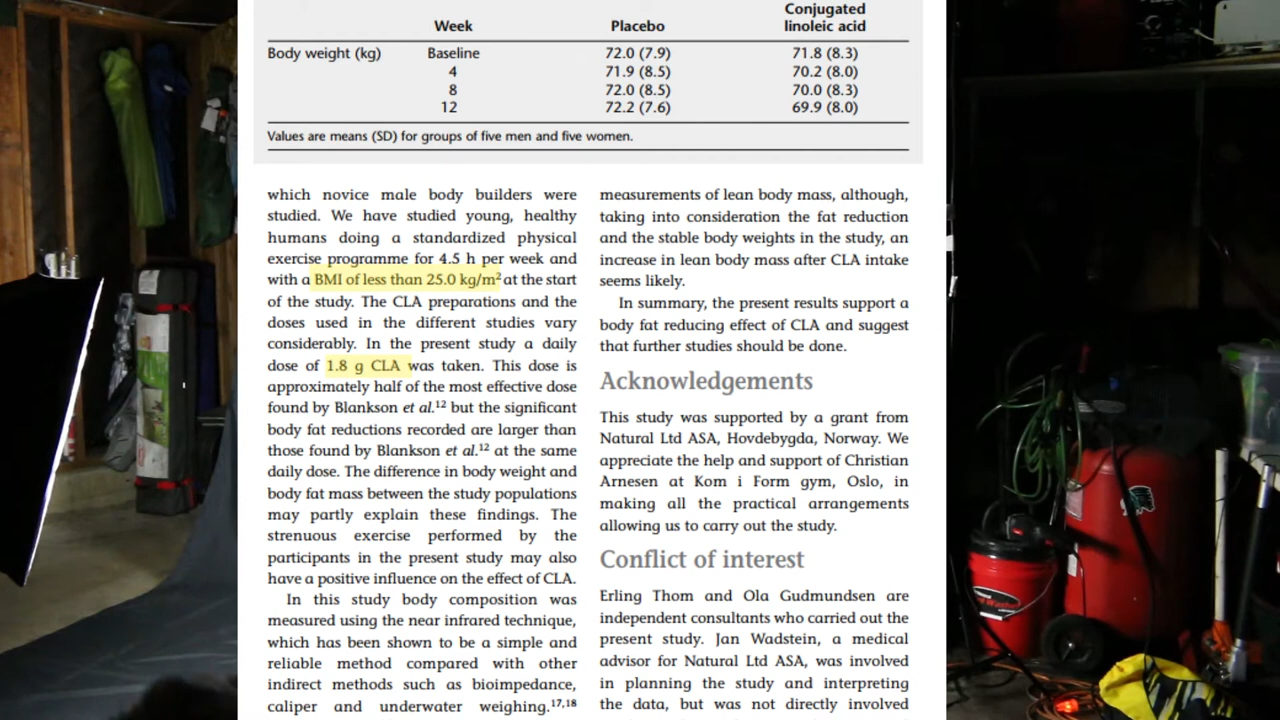 Conjugated
Week Placebo linoleic acid
Body weight (kg) Baseline 72.0 (7.9) 71.8 (8.3)
4 71.9 (8.5) 70.2 (8.0)
8 72.0 (8.5) 70.0 (8.3)
12 72.2 (7.6) 69.9 (8.0)
Values are means (SD) for groups of five men and five women.
which novice male body builders were
studied. We have studied young, healthy
humans doing a standardized physical
exercise programme for 4.5 h per week and
with a BMI of less than 25.0 kg/m² at the start
of the study. The CLA preparations and the
doses used in the different studies vary
considerably. In the present study a daily
dose of 1.8 g CLA was taken. This dose is
approximately half of the most effective dose
found by Blankson et al.¹² but the significant
body fat reductions recorded are larger than
those found by Blankson et al.¹² at the same
daily dose. The difference in body weight and
body fat mass between the study populations
may partly explain these findings. The
strenuous exercise performed by the
participants in the present study may also
have a positive influence on the effect of CLA.
In this study body composition was
measured using the near infrared technique,
which has been shown to be a simple and
reliable method compared with other
indirect methods such as bioimpedance,
caliper and underwater weighing.¹⁷,¹⁸
measurements of lean body mass, although,
taking into consideration the fat reduction
and the stable body weights in the study, an
increase in lean body mass after CLA intake
seems likely.
In summary, the present results support a
body fat reducing effect of CLA and suggest
that further studies should be done.
Acknowledgements
This study was supported by a grant from
Natural Ltd ASA, Hovdebygda, Norway. We
appreciate the help and support of Christian
Arnesen at Kom i Form gym, Oslo, in
making all the practical arrangements
allowing us to carry out the study.
Conflict of interest
Erling Thom and Ola Gudmundsen are
independent consultants who carried out the
present study. Jan Wadstein, a medical
advisor for Natural Ltd ASA, was involved
in planning the study and interpreting
the data, but was not directly involved